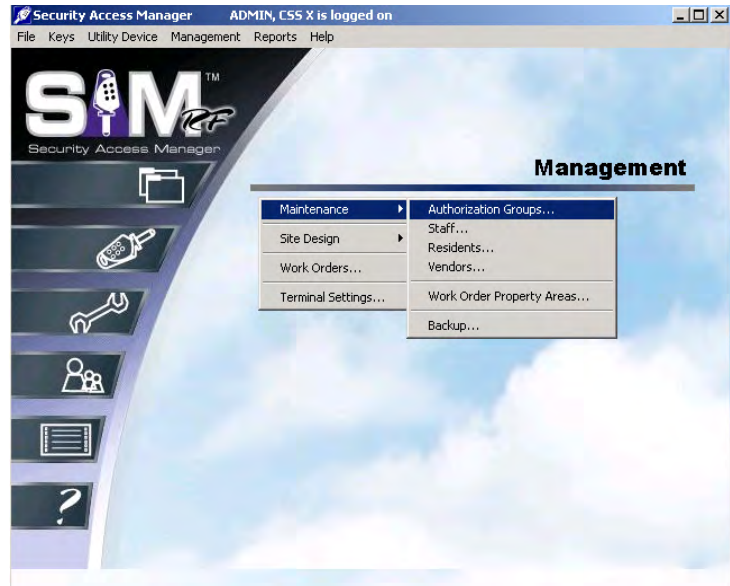 Security Access Manager ADMIN, CSS X is logged on
File Keys Utility Device Management Reports Help
SAM TM
RF
Security Access Manager
Management
Maintenance
Site Design
Work Orders...
Terminal Settings...
Authorization Groups...
Staff...
Residents...
Vendors...
Work Order Property Areas...
Backup...
?